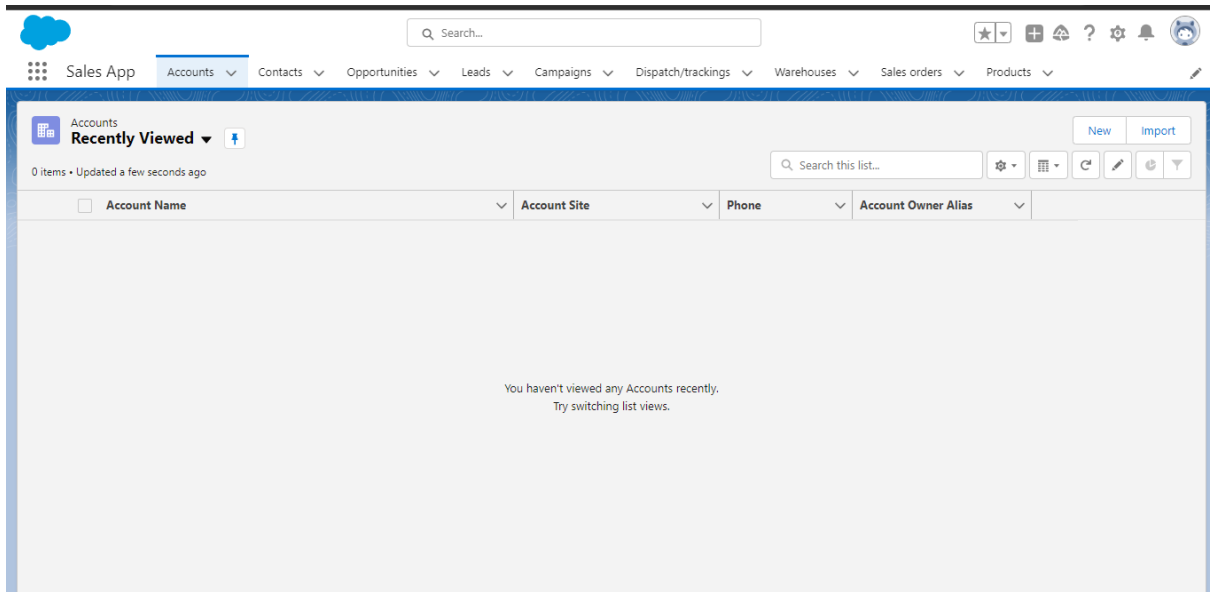 Search...
Sales App Accounts Contacts Opportunities Leads Campaigns Dispatch/trackings Warehouses Sales orders Products
Accounts
Recently Viewed
New Import
0 items • Updated a few seconds ago
Search this list...
Account Name Account Site Phone Account Owner Alias
You haven't viewed any Accounts recently.
Try switching list views.